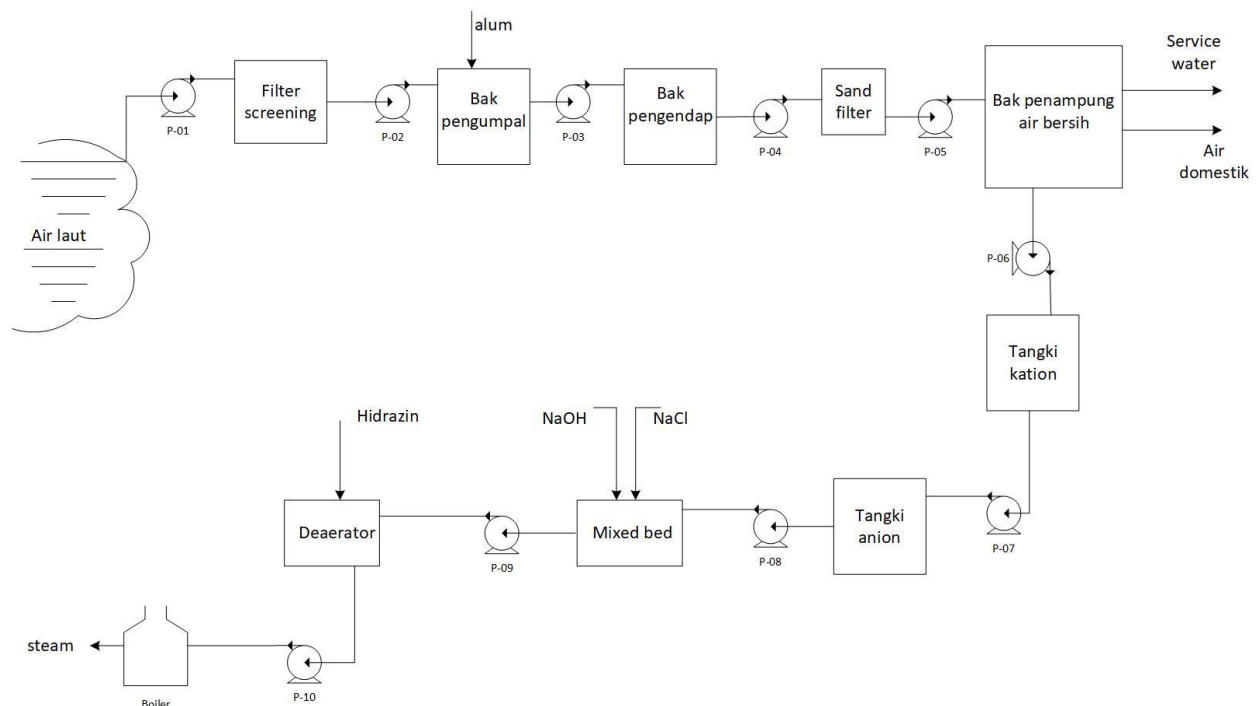 alum
Service
water
Filter
screening
Bak
pengumpal
Bak
pengendap
Sand
filter
Bak penampung
air bersih
P-01
P-02
P-03
P-04
P-05
Air
domestik
Air laut
P-06
Tangki
kation
Hidrazin
NaOH
NaCl
Deaerator
Mixed bed
Tangki
anion
P-09
P-08
P-07
steam
P-10
Boiler